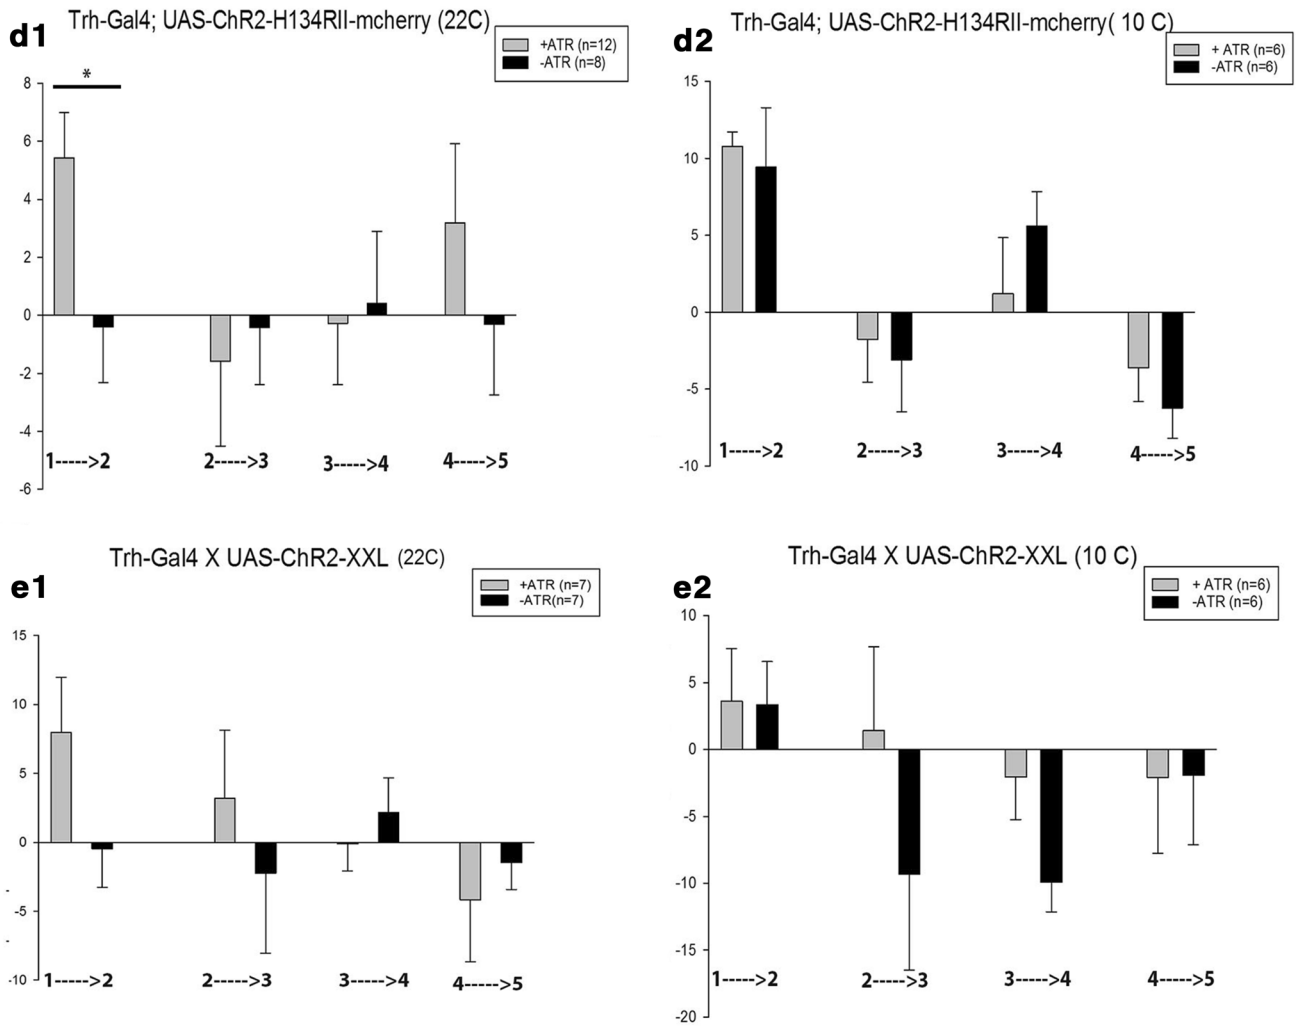 d1
Trh-Gal4; UAS-ChR2-H134RII-mcherry (22C)
+ATR (n=12)
-ATR (n=8)
*
8
6
4
2
0
-2
-4
-6
1----->2
2----->3
3----->4
4----->5
d2
Trh-Gal4; UAS-ChR2-H134RII-mcherry( 10 C)
+ ATR (n=6)
-ATR (n=6)
15
10
5
0
-5
-10
1----->2
2----->3
3----->4
4----->5
e1
Trh-Gal4 X UAS-ChR2-XXL (22C)
+ATR (n=7)
-ATR(n=7)
15
10
5
0
-5
-10
1----->2
2----->3
3----->4
4----->5
e2
Trh-Gal4 X UAS-ChR2-XXL (10 C)
+ ATR (n=6)
-ATR (n=6)
10
5
0
-5
-10
-15
-20
1----->2
2----->3
3----->4
4----->5